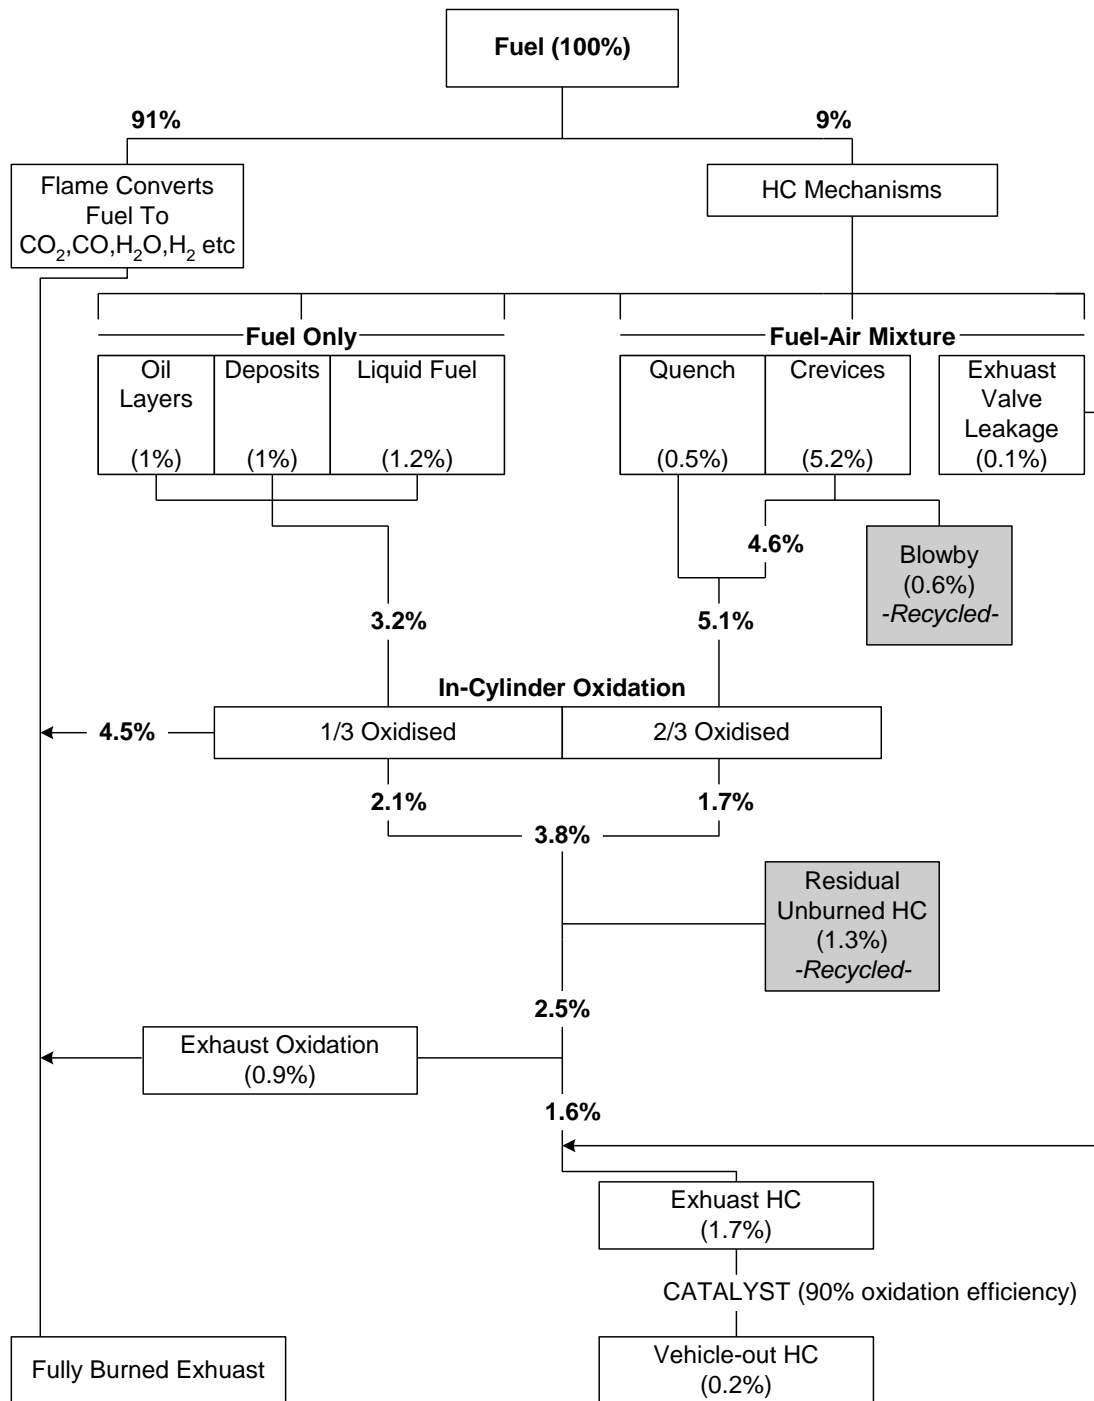 Fuel (100%)
91%
9%
Flame Converts
Fuel To
CO₂,CO,H₂O,H₂ etc
HC Mechanisms
Fuel Only
Fuel-Air Mixture
Oil
Layers
(1%)
Deposits
(1%)
Liquid Fuel
(1.2%)
Quench
(0.5%)
Crevices
(5.2%)
Exhuast
Valve
Leakage
(0.1%)
4.6%
Blowby
(0.6%)
-Recycled-
3.2%
5.1%
In-Cylinder Oxidation
4.5%
1/3 Oxidised
2/3 Oxidised
2.1%
1.7%
3.8%
Residual
Unburned HC
(1.3%)
-Recycled-
2.5%
Exhaust Oxidation
(0.9%)
1.6%
Exhuast HC
(1.7%)
CATALYST (90% oxidation efficiency)
Fully Burned Exhuast
Vehicle-out HC
(0.2%)